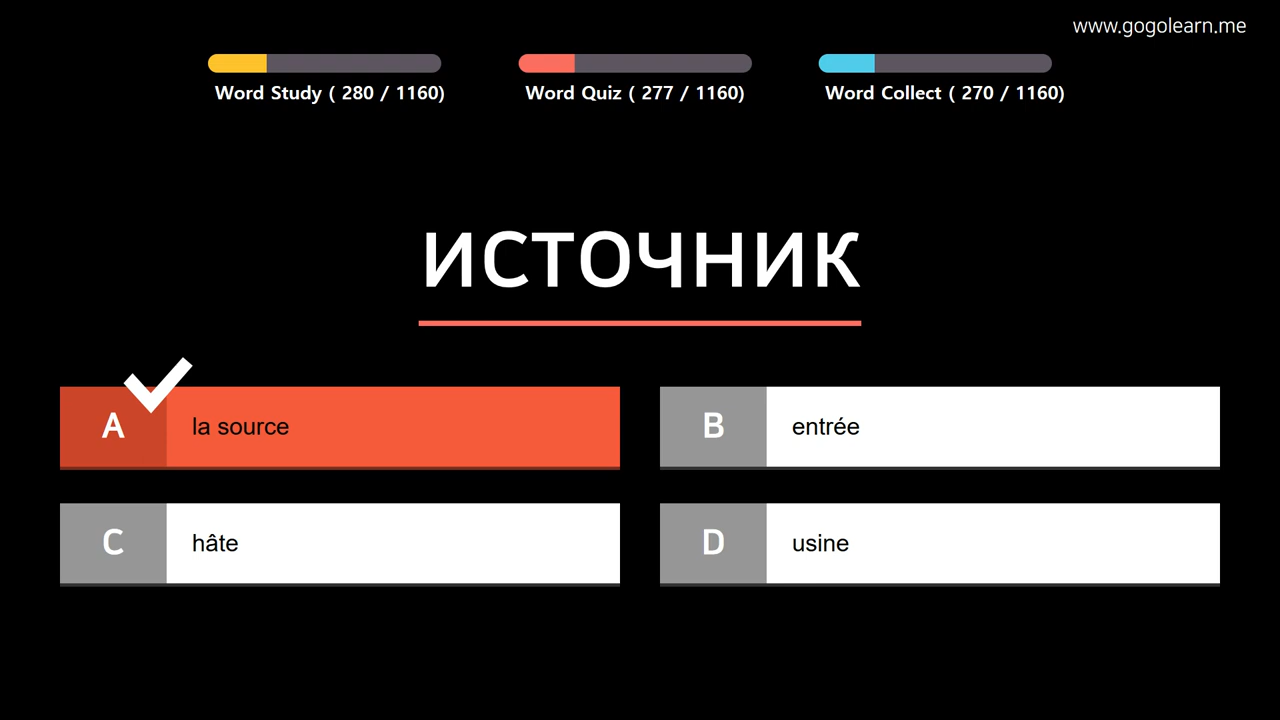 www.gogolearn.me
Word Study ( 280 / 1160)
Word Quiz ( 277 / 1160)
Word Collect ( 270 / 1160)
источник
A
la source
B
entrée
C
hâte
D
usine